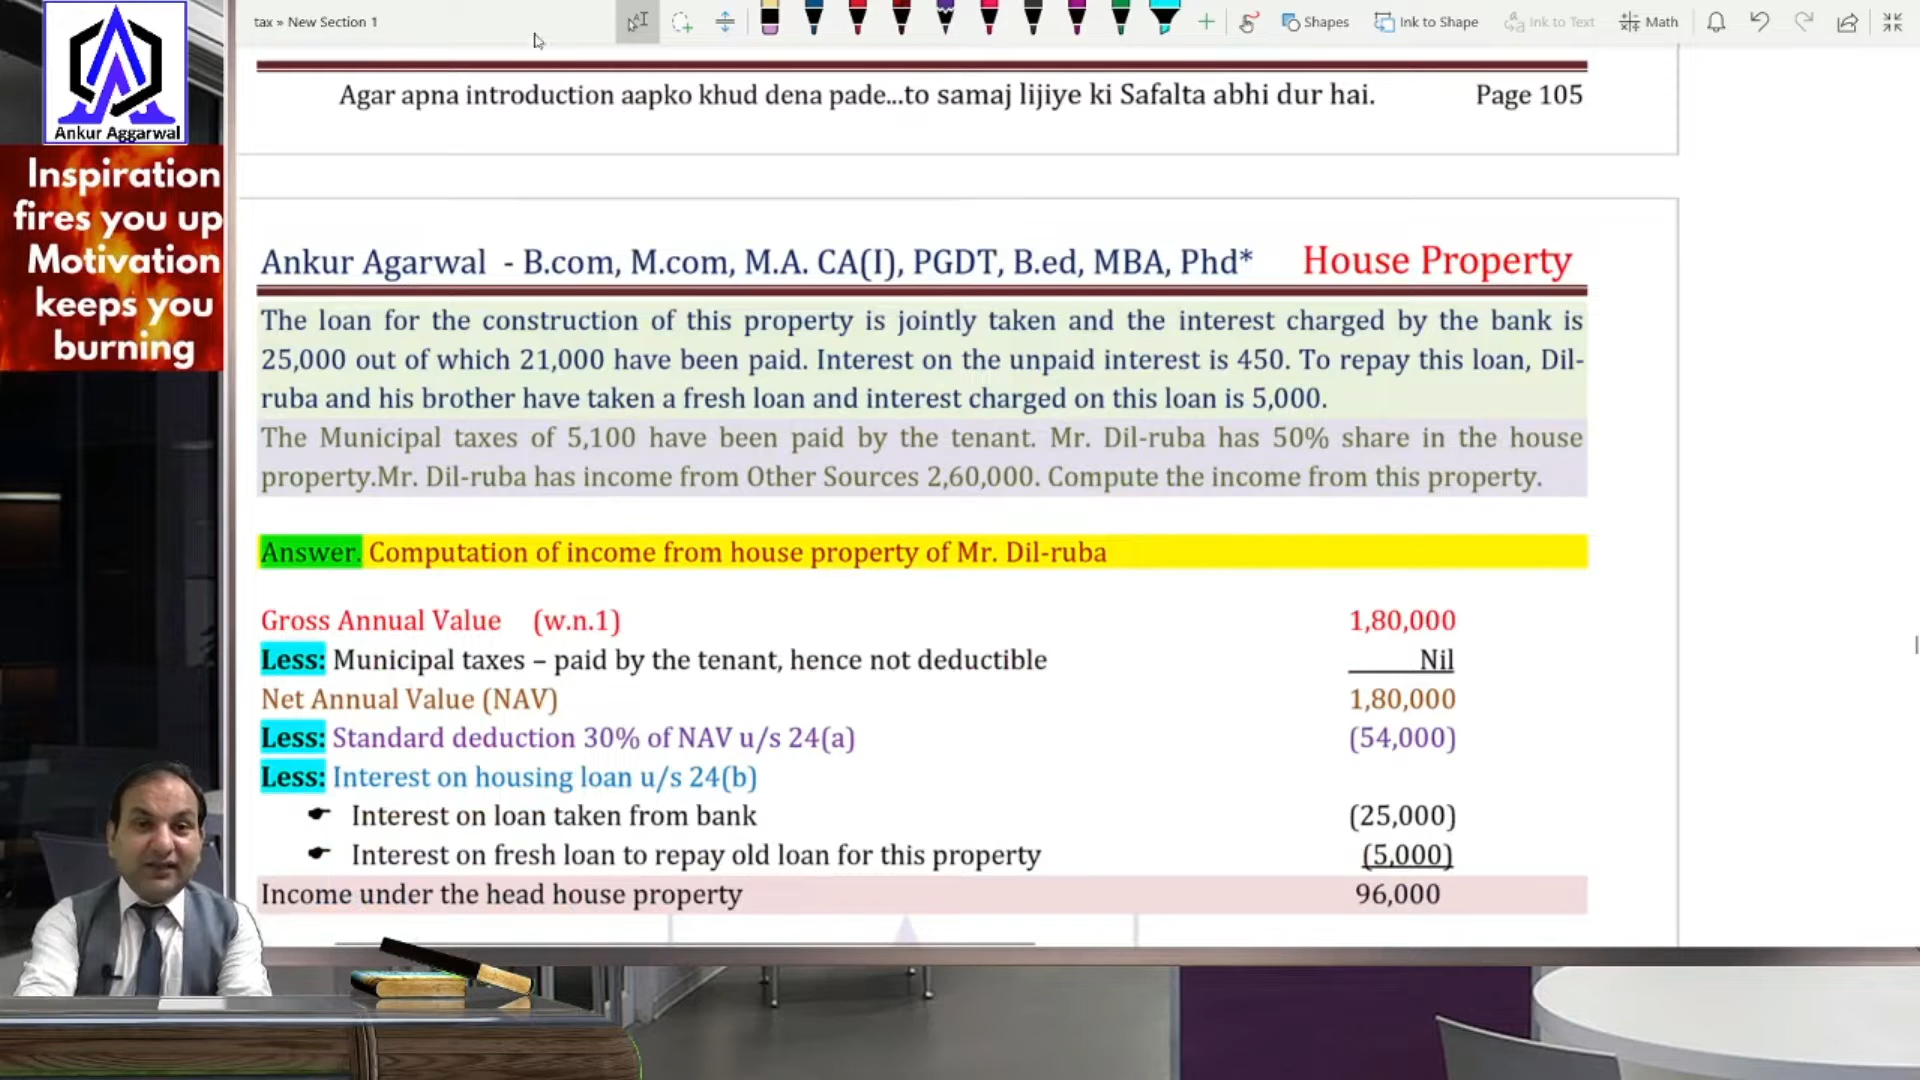 tax » New Section 1
Shapes
Ink to Shape
Ink to Text
Math
Ankur Aggarwal
Inspiration
fires you up
Motivation
keeps you
burning
Agar apna introduction aapko khud dena pade...to samaj lijiye ki Safalta abhi dur hai. Page 105
Ankur Agarwal - B.com, M.com, M.A. CA(I), PGDT, B.ed, MBA, Phd* House Property
The loan for the construction of this property is jointly taken and the interest charged by the bank is
25,000 out of which 21,000 have been paid. Interest on the unpaid interest is 450. To repay this loan, Dil-
ruba and his brother have taken a fresh loan and interest charged on this loan is 5,000.
The Municipal taxes of 5,100 have been paid by the tenant. Mr. Dil-ruba has 50% share in the house
property.Mr. Dil-ruba has income from Other Sources 2,60,000. Compute the income from this property.
Answer. Computation of income from house property of Mr. Dil-ruba
Gross Annual Value (w.n.1) 1,80,000
Less: Municipal taxes – paid by the tenant, hence not deductible Nil
Net Annual Value (NAV) 1,80,000
Less: Standard deduction 30% of NAV u/s 24(a) (54,000)
Less: Interest on housing loan u/s 24(b)
Interest on loan taken from bank (25,000)
Interest on fresh loan to repay old loan for this property (5,000)
Income under the head house property 96,000